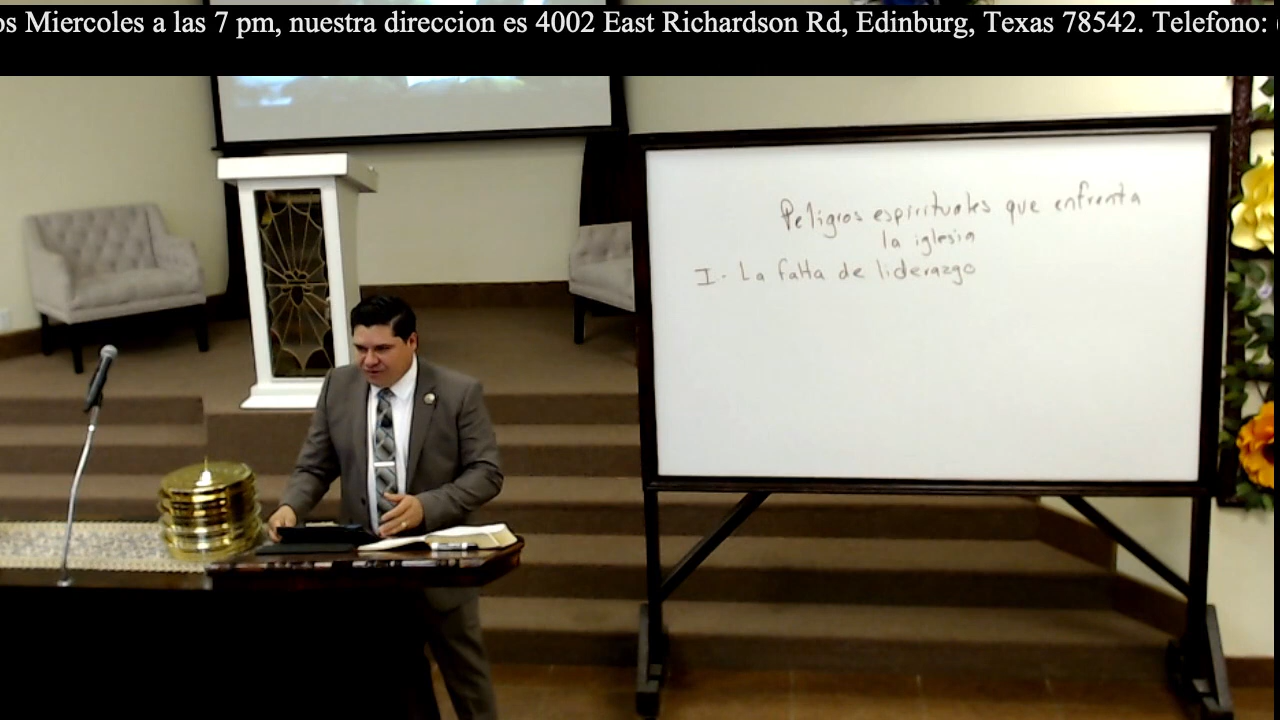 os Miercoles a las 7 pm, nuestra direccion es 4002 East Richardson Rd, Edinburg, Texas 78542. Telefono:
Peligros espirituales que enfrenta
la iglesia
I. La falta de liderazgo